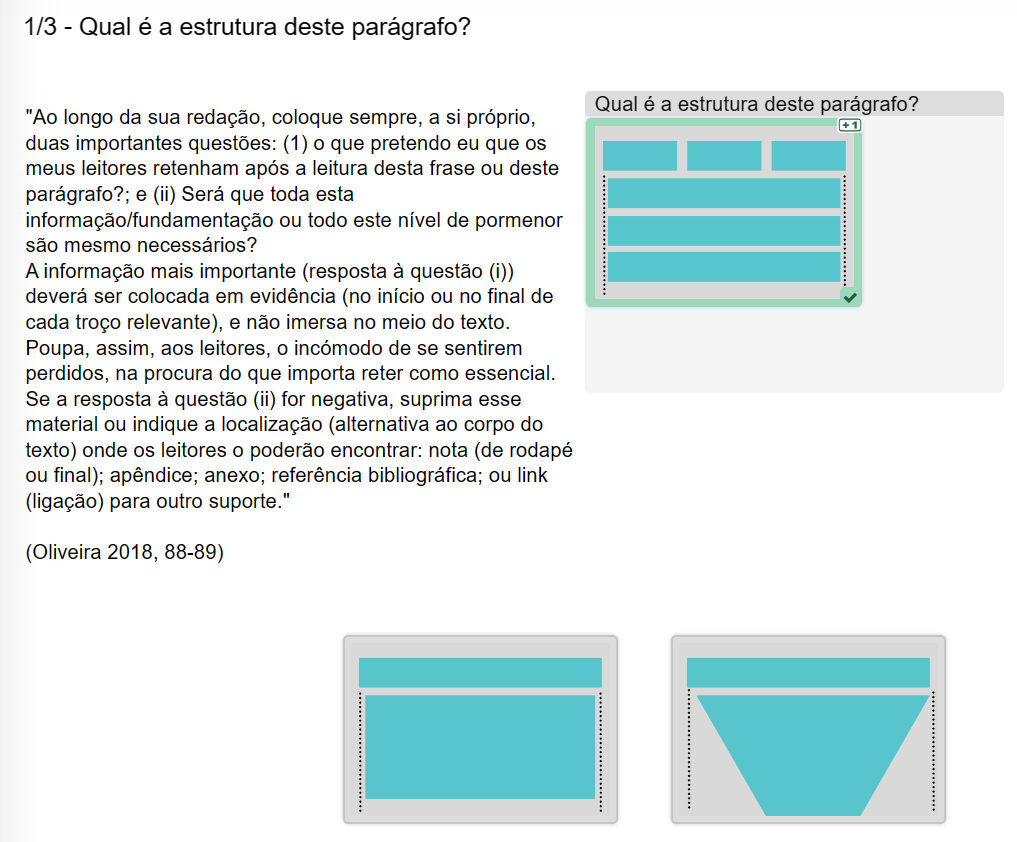 1/3 - Qual é a estrutura deste parágrafo?
"Ao longo da sua redação, coloque sempre, a si próprio,
duas importantes questões: (1) o que pretendo eu que os
meus leitores retenham após a leitura desta frase ou deste
parágrafo?; e (ii) Será que toda esta
informação/fundamentação ou todo este nível de pormenor
são mesmo necessários?
A informação mais importante (resposta à questão (i))
deverá ser colocada em evidência (no início ou no final de
cada troço relevante), e não imersa no meio do texto.
Poupa, assim, aos leitores, o incómodo de se sentirem
perdidos, na procura do que importa reter como essencial.
Se a resposta à questão (ii) for negativa, suprima esse
material ou indique a localização (alternativa ao corpo do
texto) onde os leitores o poderão encontrar: nota (de rodapé
ou final); apêndice; anexo; referência bibliográfica; ou link
(ligação) para outro suporte."
(Oliveira 2018, 88-89)
Qual é a estrutura deste parágrafo?
+1